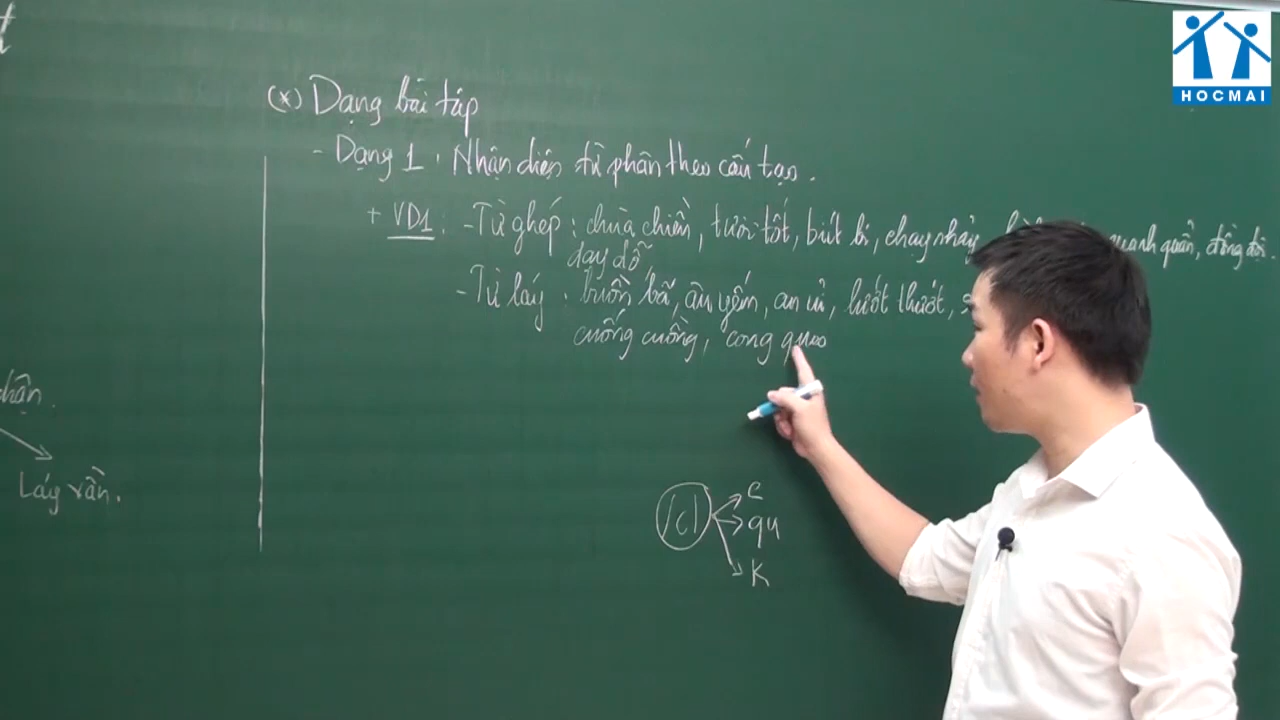 HOCMAI
(x) Dạng bài tập
- Dạng 1. Nhận diện từ phân theo cấu tạo.
+ VD1: - Từ ghép: chùa chiền, tươi tốt, bút bi, chạy nhảy, quanh quẩn, đồng đội.
dạy dỗ
- Từ láy: buồn bã, âu yếm, an ủi, lướt thướt,
cuống cuồng, cong queo
Láy vần.
/c/
c
qu
K